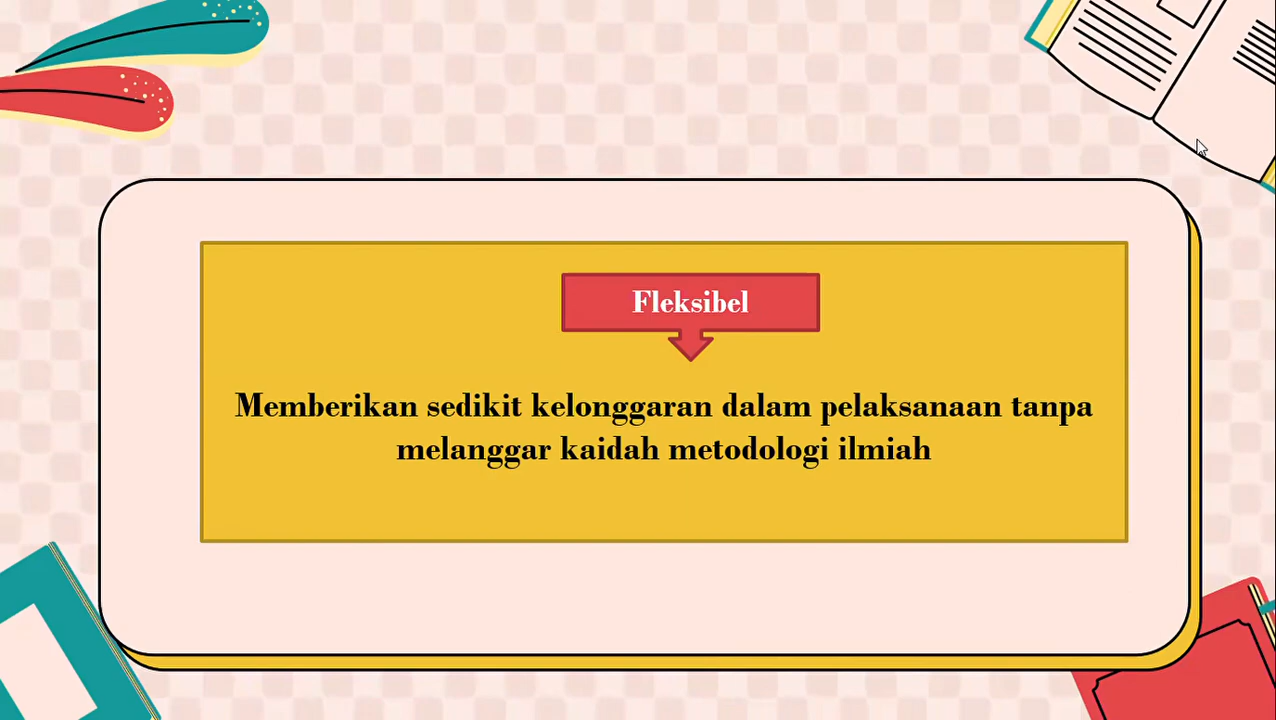 Fleksibel
Memberikan sedikit kelonggaran dalam pelaksanaan tanpa
melanggar kaidah metodologi ilmiah